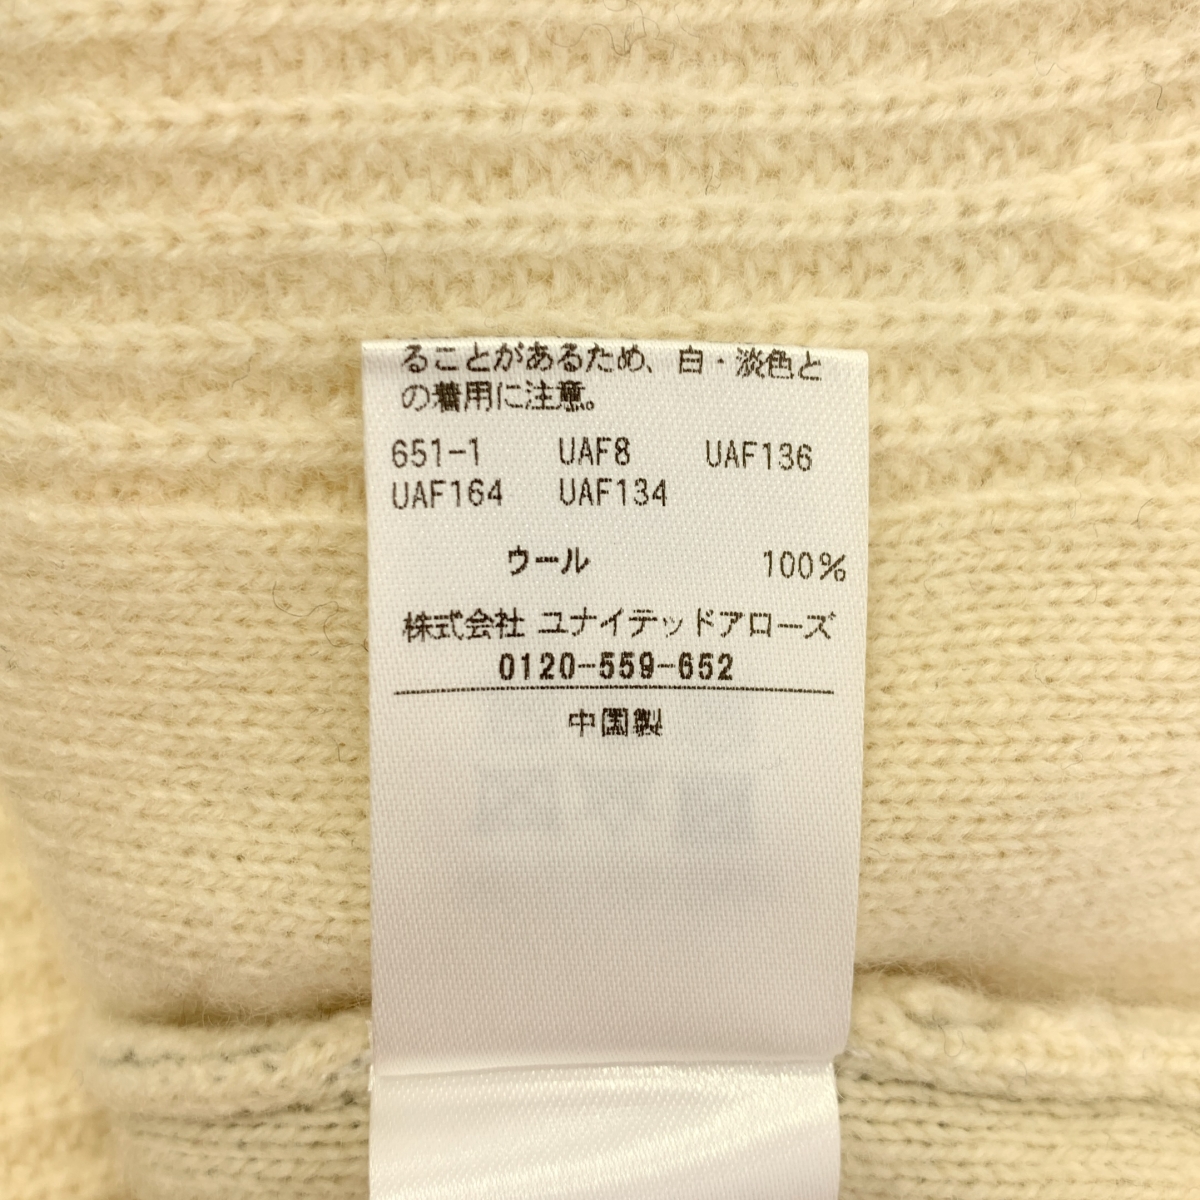 ることがあるため、白・淡色と
の着用に注意。
651-1 UAF8 UAF136
UAF164 UAF134
ウール 100%
株式会社 ユナイテッドアローズ
0120-559-652
中国製